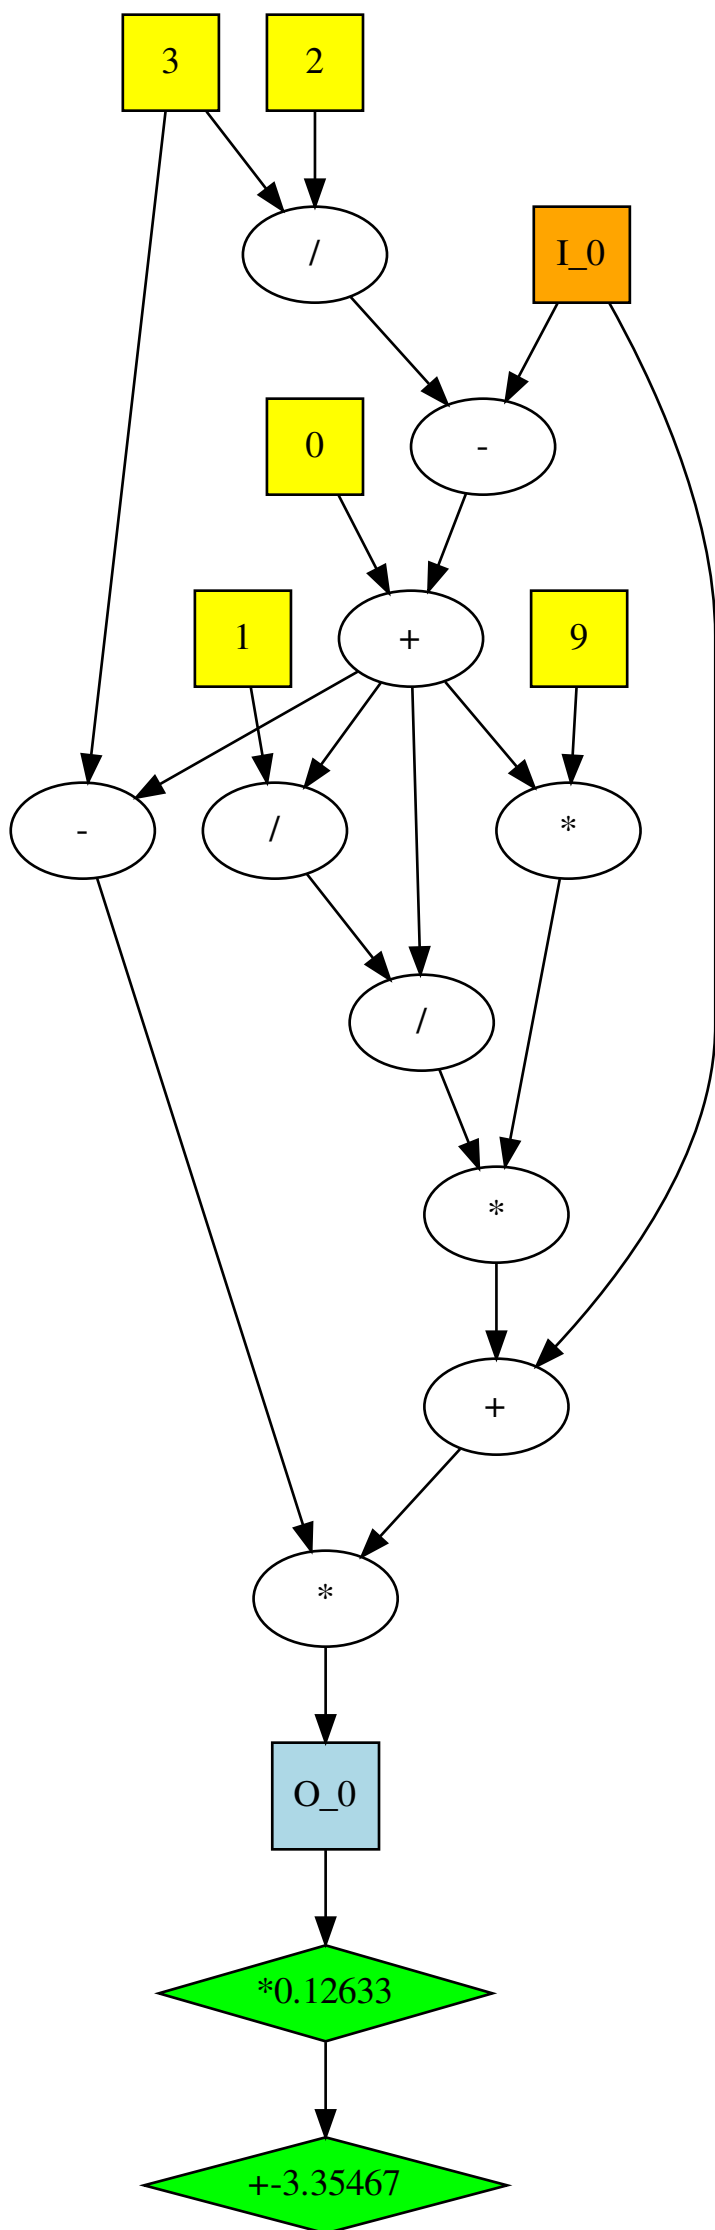 3 2
/ I_0
0 -
1 + 9
- / *
/
*
+
*
O_0
*0.12633
+-3.35467